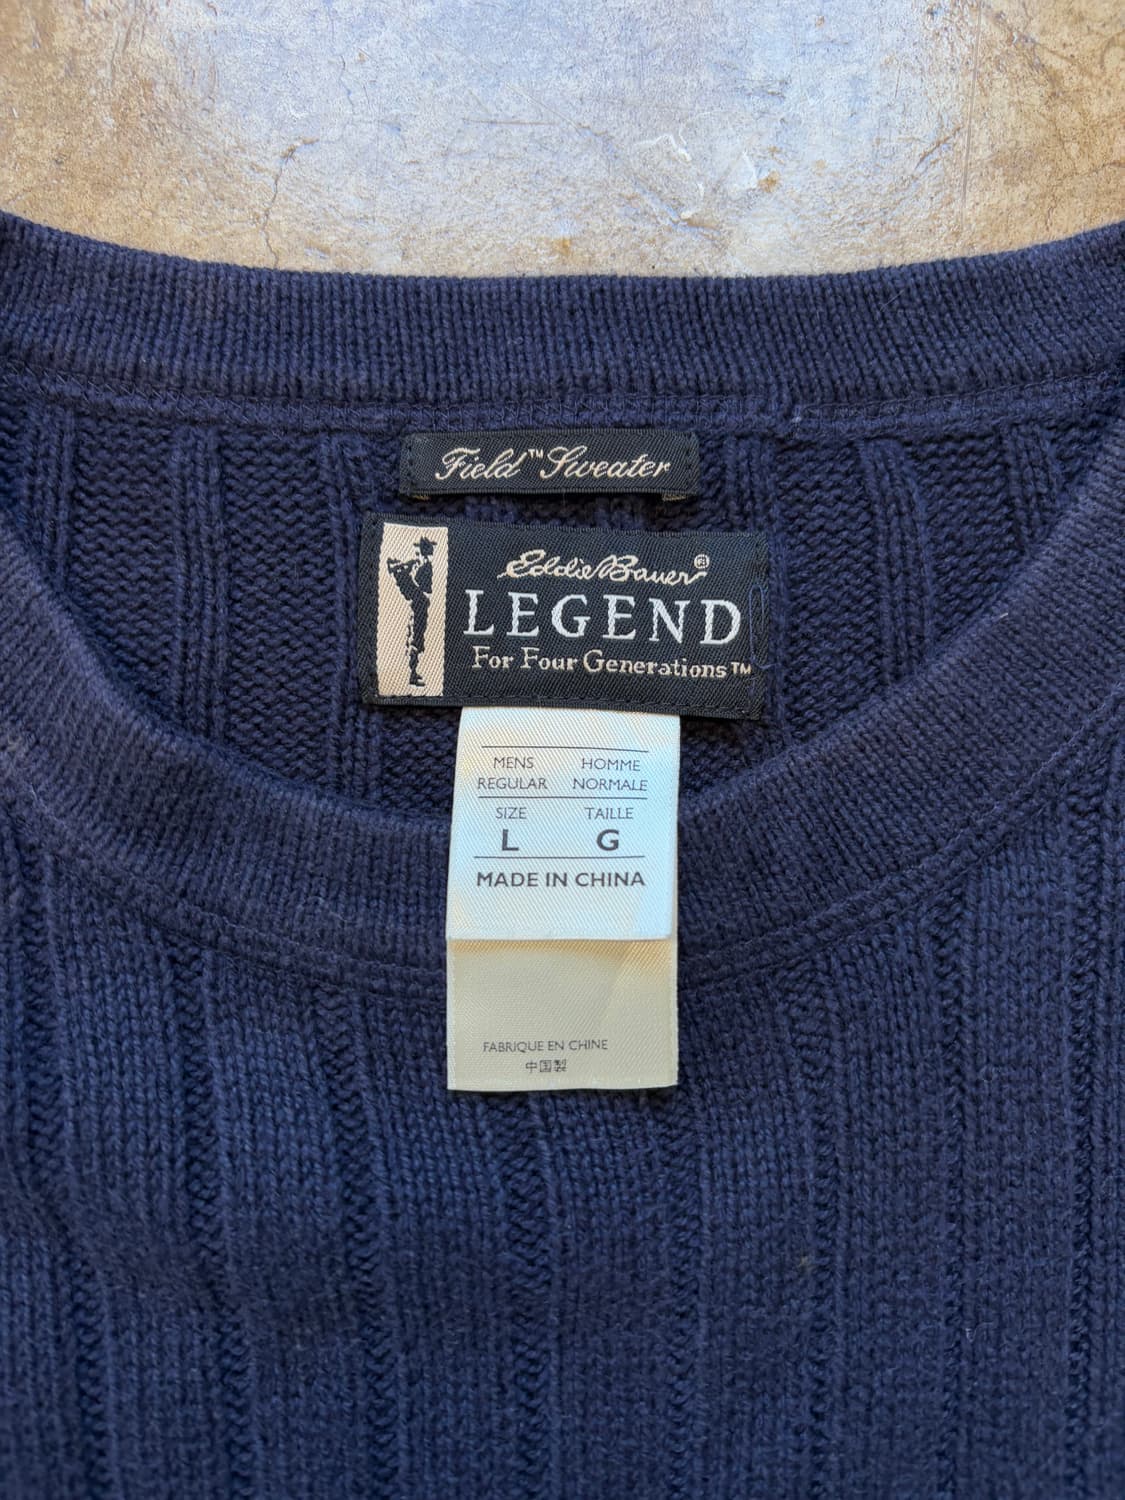 Field™ Sweater
Eddie Bauer®
LEGEND
For Four Generations™
MENS HOMME
REGULAR NORMALE
SIZE TAILLE
L G
MADE IN CHINA
FABRIQUE EN CHINE
中国製